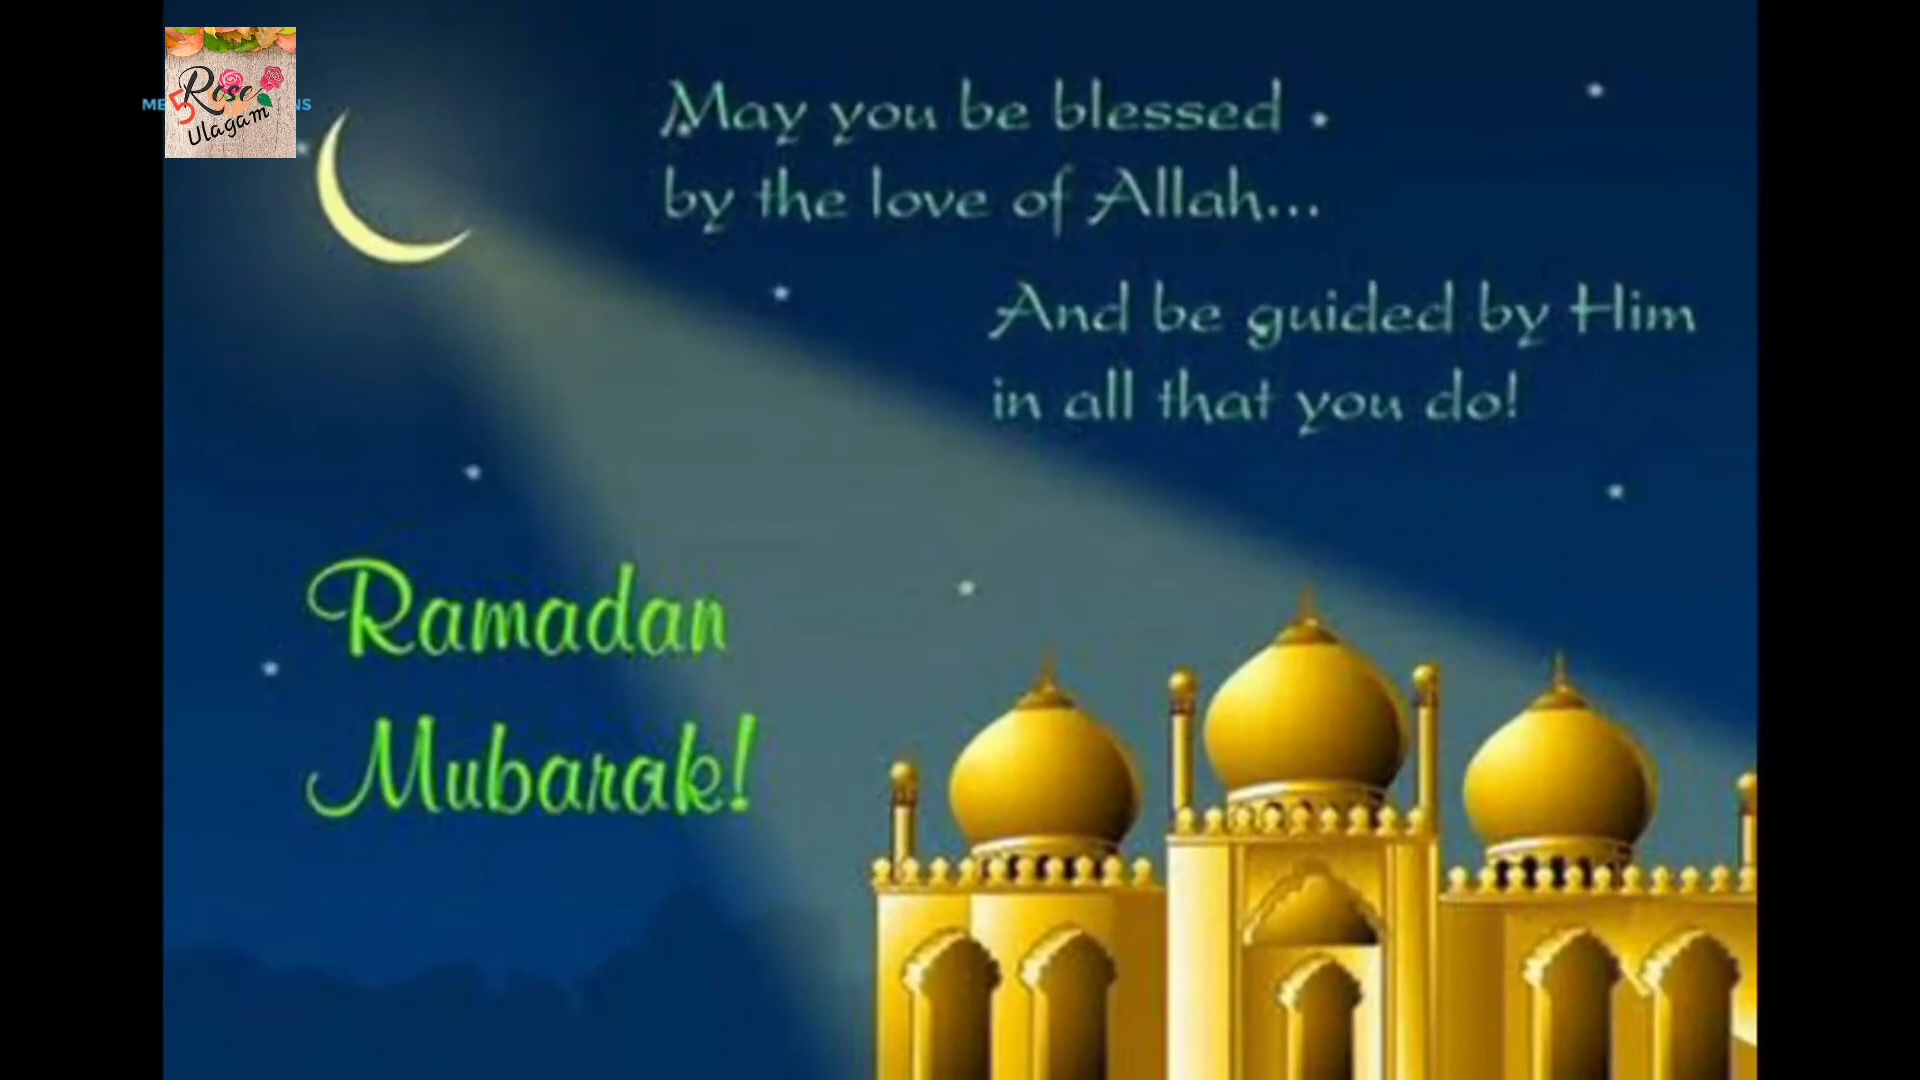 5 Rose
Ulagam
May you be blessed
by the love of Allah...
And be guided by Him
in all that you do!
Ramadan
Mubarak!